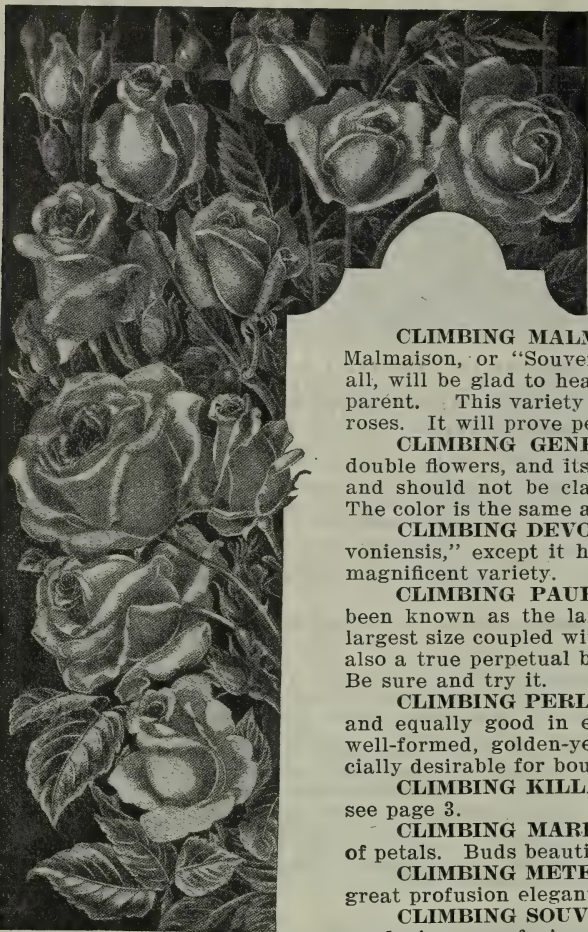 CLIMBING MALM
Malmaison, or "Souve
all, will be glad to hea
parent. This variety
roses. It will prove pe
CLIMBING GENE
double flowers, and its
and should not be cla
The color is the same a
CLIMBING DEVO
voniensis," except it h
magnificent variety.
CLIMBING PAUL
been known as the la
largest size coupled wi
also a true perpetual b
Be sure and try it.
CLIMBING PERL
and equally good in e
well-formed, golden-ye
cially desirable for bou
CLIMBING KILL
see page 3.
CLIMBING MARI
of petals. Buds beauti
CLIMBING METE
great profusion elegan
CLIMBING SOUV